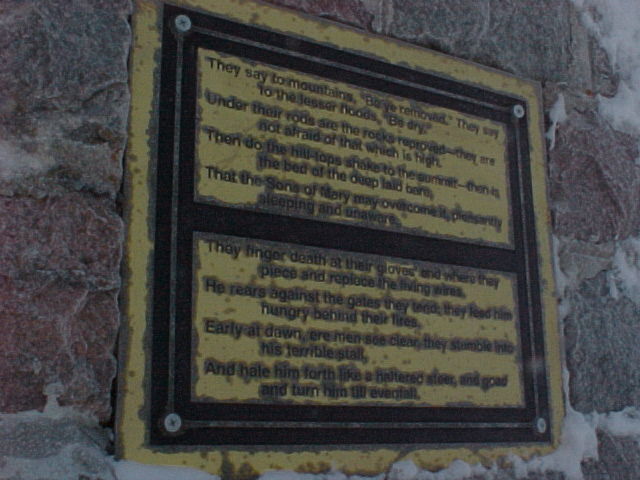 They say to mountains, "Be ye removed." They say
to the lesser floods, "Be dry."
Under their rods are the rocks reproved—they are
not afraid of that which is high.
Then do the hill-tops shake to the summit—then is
the bed of the deep laid bare,
That the Sons of Mary may overcome it, pleasantly
sleeping and unaware.
They finger death at their gloves' end where they
piece and repiece the living wires.
He rears against the gates they tend; they feed him
hungry behind their fires.
Early at dawn, ere men see clear, they stumble into
his terrible stall,
And hale him forth like a haltered steer, and goad
and turn him till evenfall.